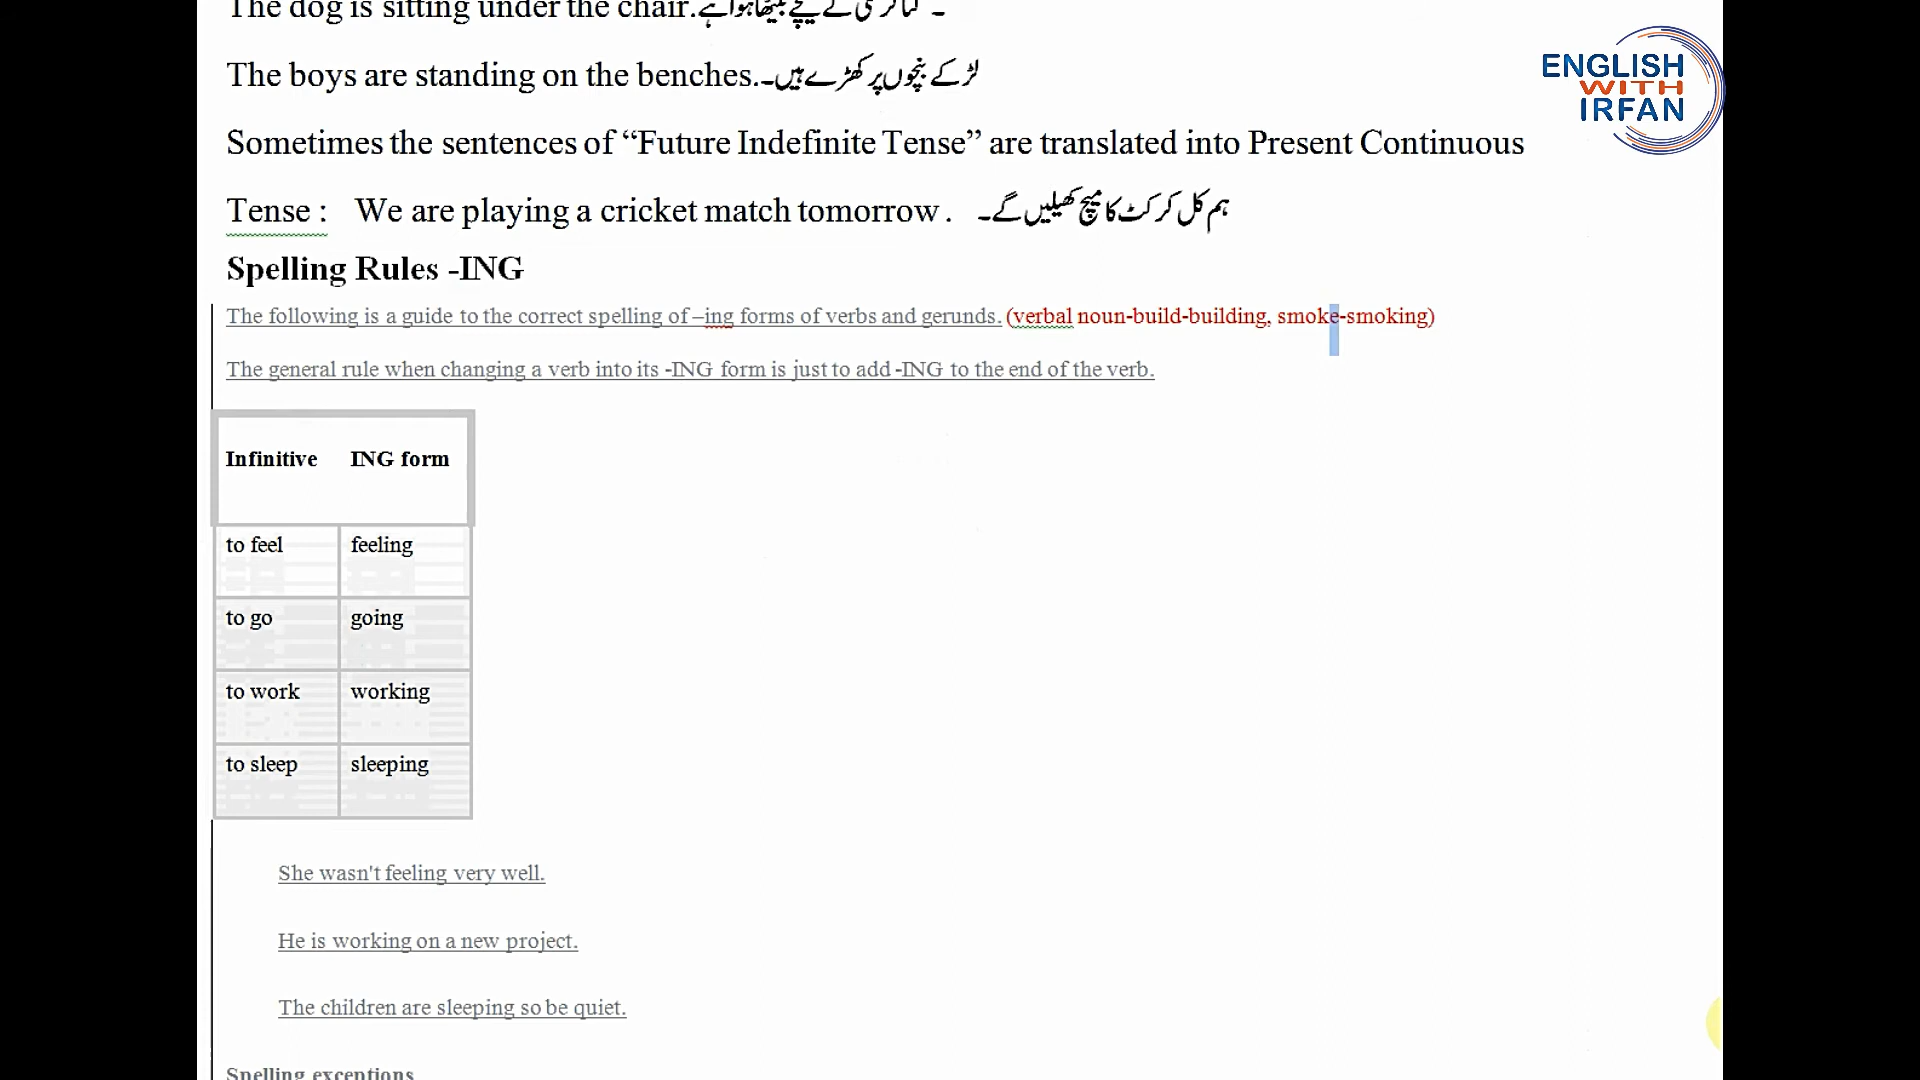 The dog is sitting under the chair.۔ کتا کرسی کے نیچے بیٹھا ہوا ہے
The boys are standing on the benches.لڑکے بنچوں پر کھڑے ہیں۔
ENGLISH
WITH
IRFAN
Sometimes the sentences of “Future Indefinite Tense” are translated into Present Continuous
Tense : We are playing a cricket match tomorrow . ہم کل کرکٹ کا میچ کھیلیں گے۔
Spelling Rules -ING
The following is a guide to the correct spelling of –ing forms of verbs and gerunds. (verbal noun-build-building, smoke-smoking)
The general rule when changing a verb into its -ING form is just to add -ING to the end of the verb.
Infinitive ING form
to feel feeling
to go going
to work working
to sleep sleeping
She wasn't feeling very well.
He is working on a new project.
The children are sleeping so be quiet.
Spelling exceptions